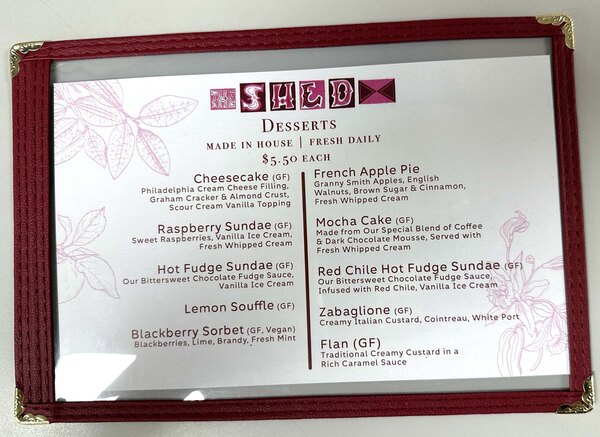 THE SHED
Desserts
MADE IN HOUSE | FRESH DAILY
$5.50 EACH
Cheesecake (GF)
Philadelphia Cream Cheese Filling,
Graham Cracker & Almond Crust,
Scour Cream Vanilla Topping
Raspberry Sundae (GF)
Sweet Raspberries, Vanilla Ice Cream,
Fresh Whipped Cream
Hot Fudge Sundae (GF)
Our Bittersweet Chocolate Fudge Sauce,
Vanilla Ice Cream
Lemon Souffle (GF)
Blackberry Sorbet (GF, Vegan)
Blackberries, Lime, Brandy, Fresh Mint
French Apple Pie
Granny Smith Apples, English
Walnuts, Brown Sugar & Cinnamon,
Fresh Whipped Cream
Mocha Cake (GF)
Made from Our Special Blend of Coffee
& Dark Chocolate Mousse, Served with
Fresh Whipped Cream
Red Chile Hot Fudge Sundae (GF)
Our Bittersweet Chocolate Fudge Sauce,
Infused with Red Chile, Vanilla Ice Cream
Zabaglione (GF)
Creamy Italian Custard, Cointreau, White Port
Flan (GF)
Traditional Creamy Custard in a
Rich Caramel Sauce